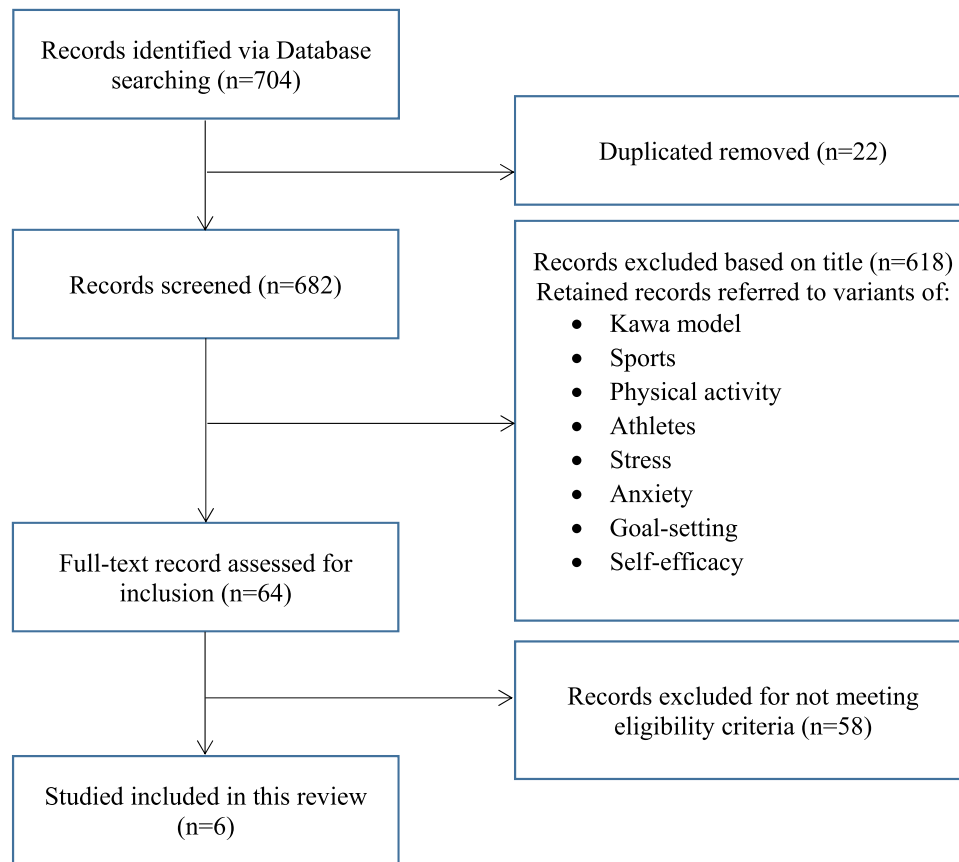 Records identified via Database
searching (n=704)
Duplicated removed (n=22)
Records screened (n=682)
Records excluded based on title (n=618)
Retained records referred to variants of:
• Kawa model
• Sports
• Physical activity
• Athletes
• Stress
• Anxiety
• Goal-setting
• Self-efficacy
Full-text record assessed for
inclusion (n=64)
Records excluded for not meeting
eligibility criteria (n=58)
Studied included in this review
(n=6)